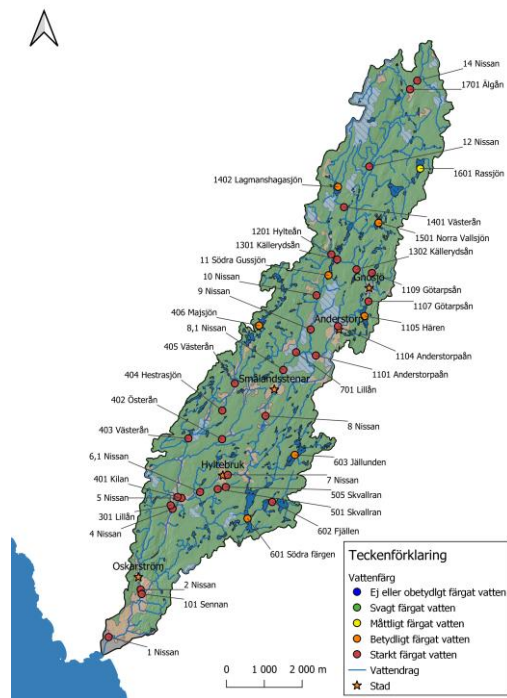 14 Nissan
1701 Älgån
12 Nissan
1402 Lagmanshagasjön
1601 Rassjön
1401 Västerån
1201 Hylteån
1501 Norra Vallsjön
1301 Källerydsån
1302 Källerydsån
11 Södra Gussjön
10 Nissan
Gnosjö
1109 Götarpsån
9 Nissan
1107 Götarpsån
406 Majsjön
Anderstorp
1105 Hären
8,1 Nissan
1104 Anderstorpaån
405 Västerån
1101 Anderstorpaån
404 Hestrasjön
Smålandsstenar
701 Lillån
402 Österån
8 Nissan
403 Västerån
603 Jällunden
6,1 Nissan
Hyltebruk
7 Nissan
401 Kilan
505 Skvallran
5 Nissan
501 Skvallran
301 Lillån
602 Fjällen
4 Nissan
601 Södra färgen
Oskarström
2 Nissan
101 Sennan
1 Nissan
Teckenförklaring
Vattenfärg
Ej eller obetydlgt färgat vatten
Svagt färgat vatten
Måttligt färgat vatten
Betydligt färgat vatten
Starkt färgat vatten
Vattendrag
Stad
0 1 000 2 000 m